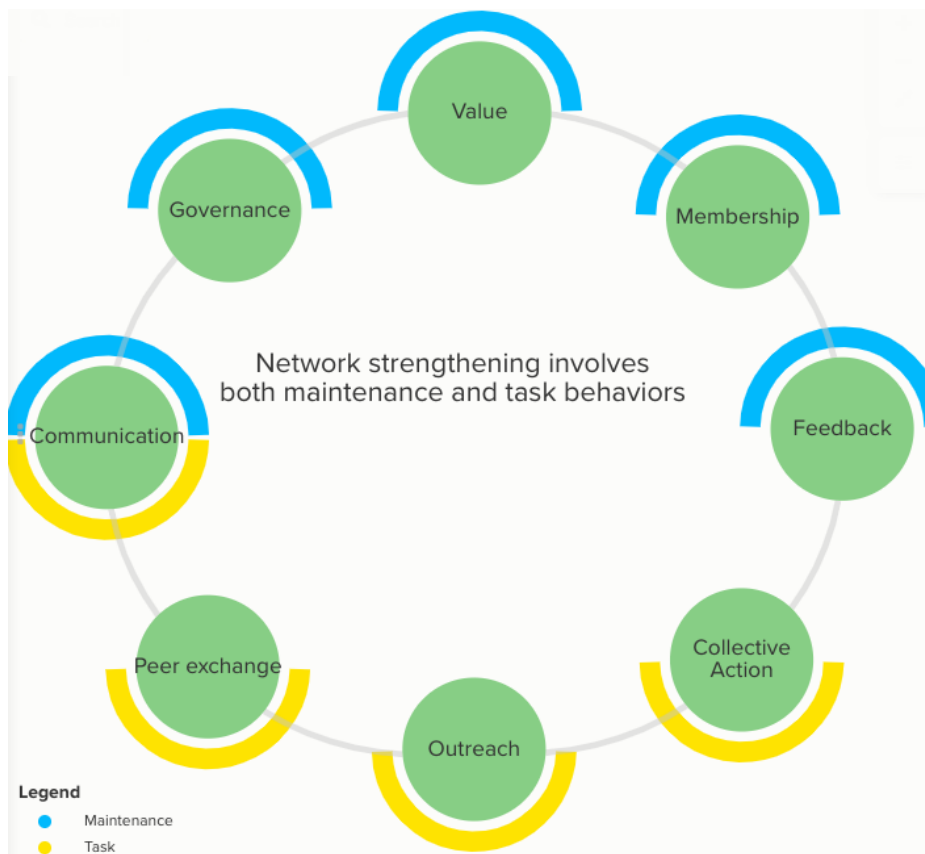 Value
Governance
Membership
Network strengthening involves
both maintenance and task behaviors
Communication
Feedback
Peer exchange
Collective
Action
Outreach
Legend
Maintenance
Task